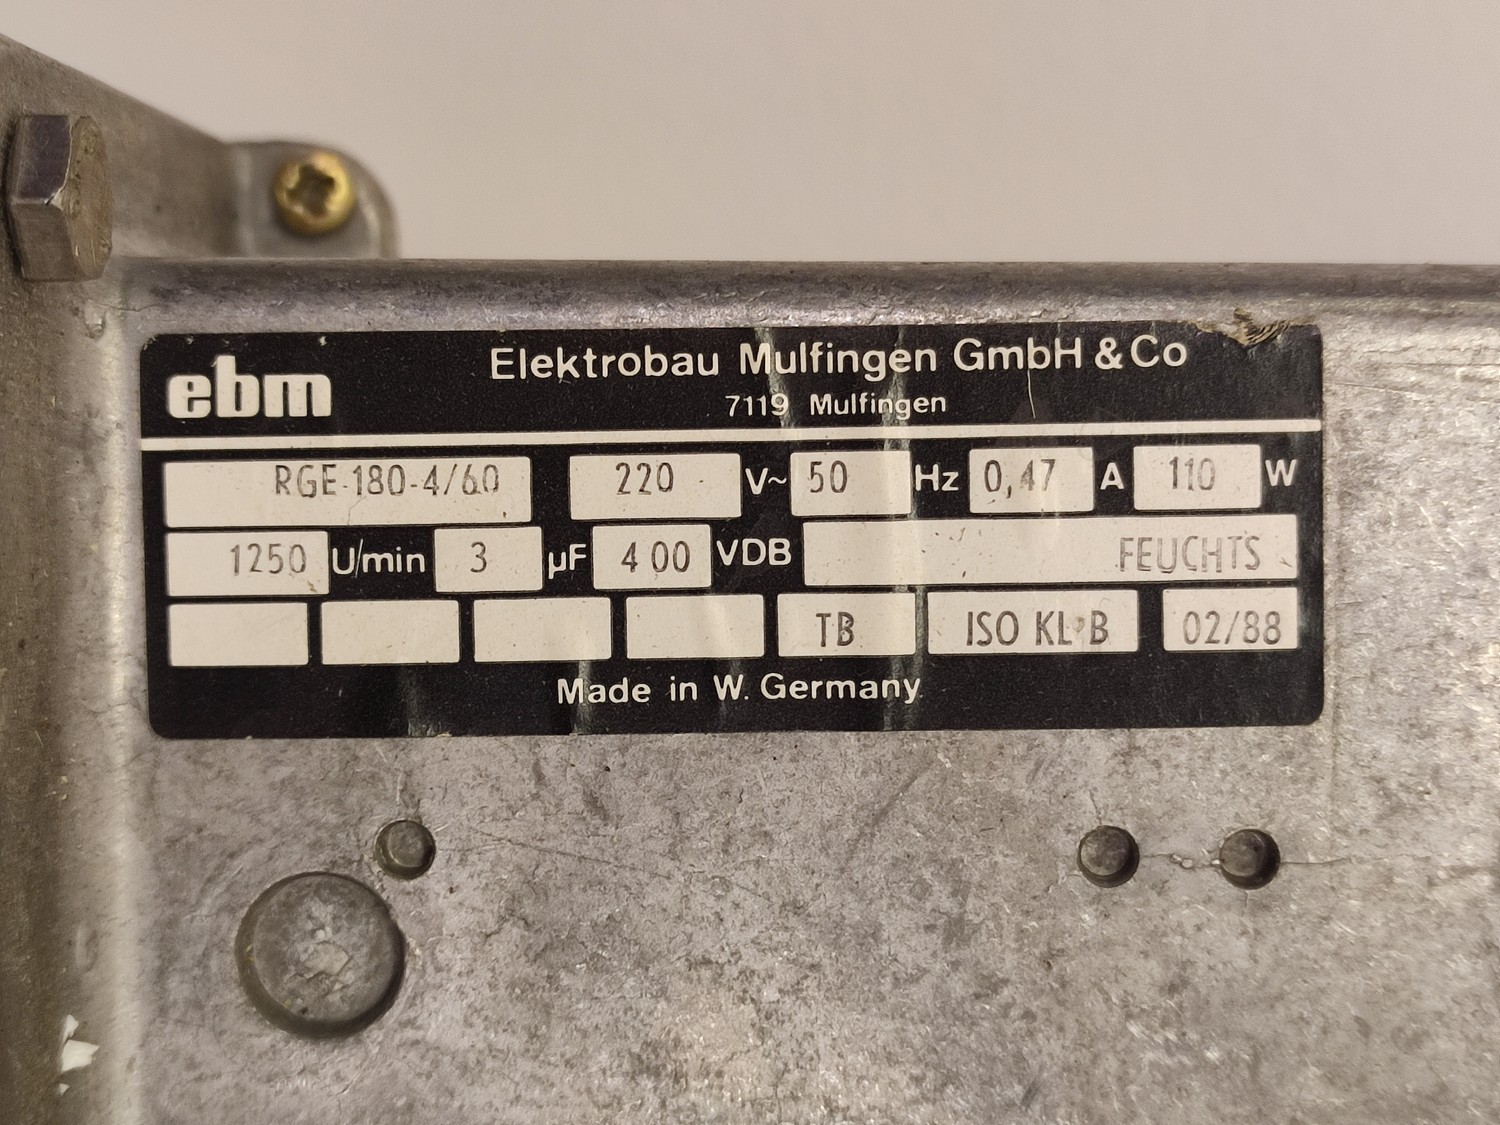 ebm Elektrobau Mulfingen GmbH & Co
7119 Mulfingen
RGE-180-4/60 220 V~ 50 Hz 0,47 A 110 W
1250 U/min 3 µF 400 VDB FEUCHTS
TB ISO KL·B 02/88
Made in W. Germany